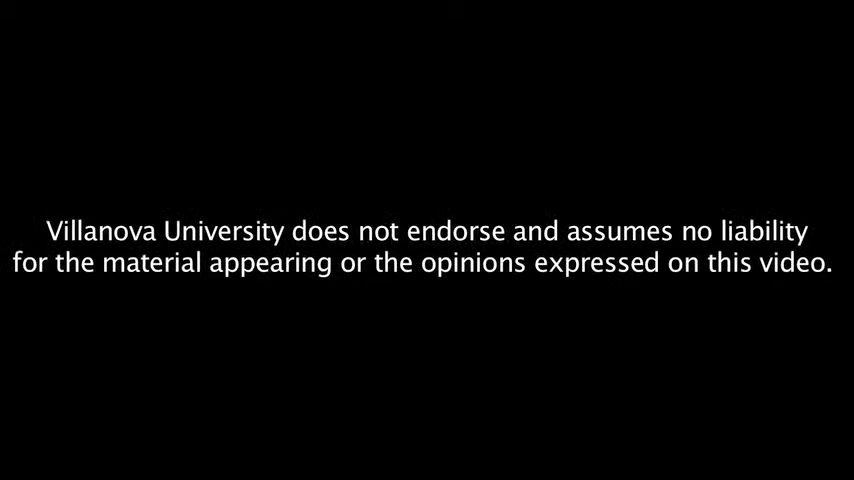 Villanova University does not endorse and assumes no liability
for the material appearing or the opinions expressed on this video.